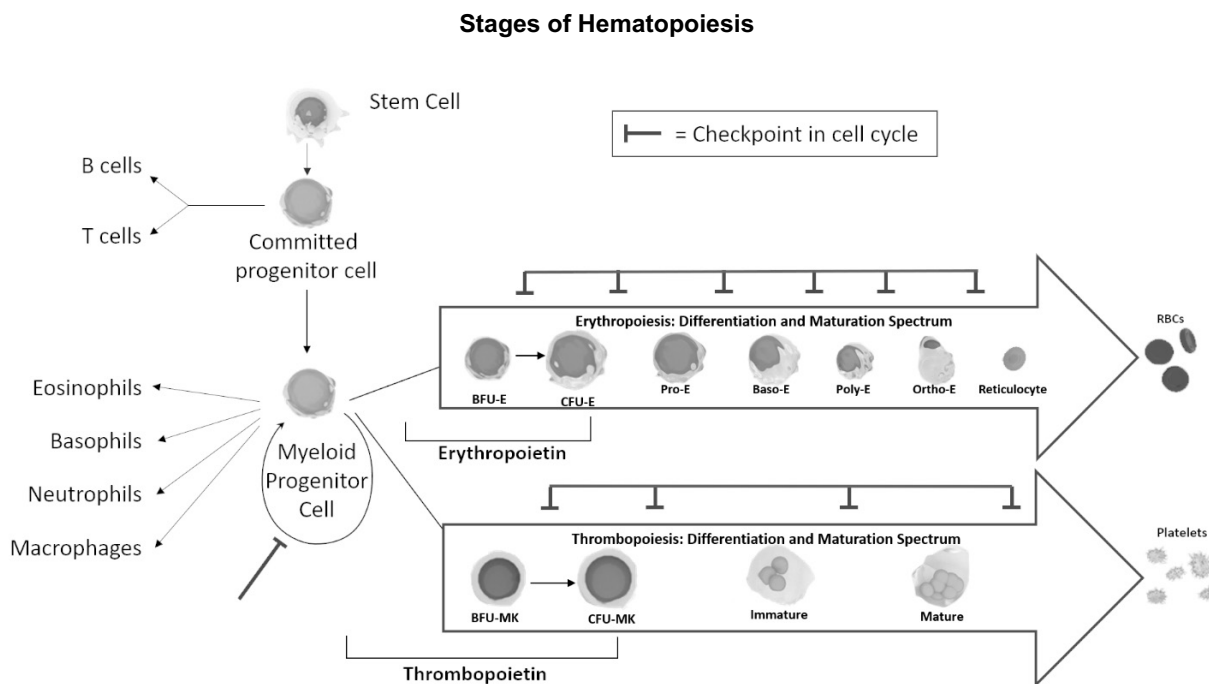 Stages of Hematopoiesis
Stem Cell
= Checkpoint in cell cycle
B cells
T cells
Committed
progenitor cell
Erythropoiesis: Differentiation and Maturation Spectrum
RBCs
BFU-E
CFU-E
Pro-E
Baso-E
Poly-E
Ortho-E
Reticulocyte
Eosinophils
Basophils
Neutrophils
Macrophages
Myeloid
Progenitor
Cell
Erythropoietin
Thrombopoiesis: Differentiation and Maturation Spectrum
Platelets
BFU-MK
CFU-MK
Immature
Mature
Thrombopoietin